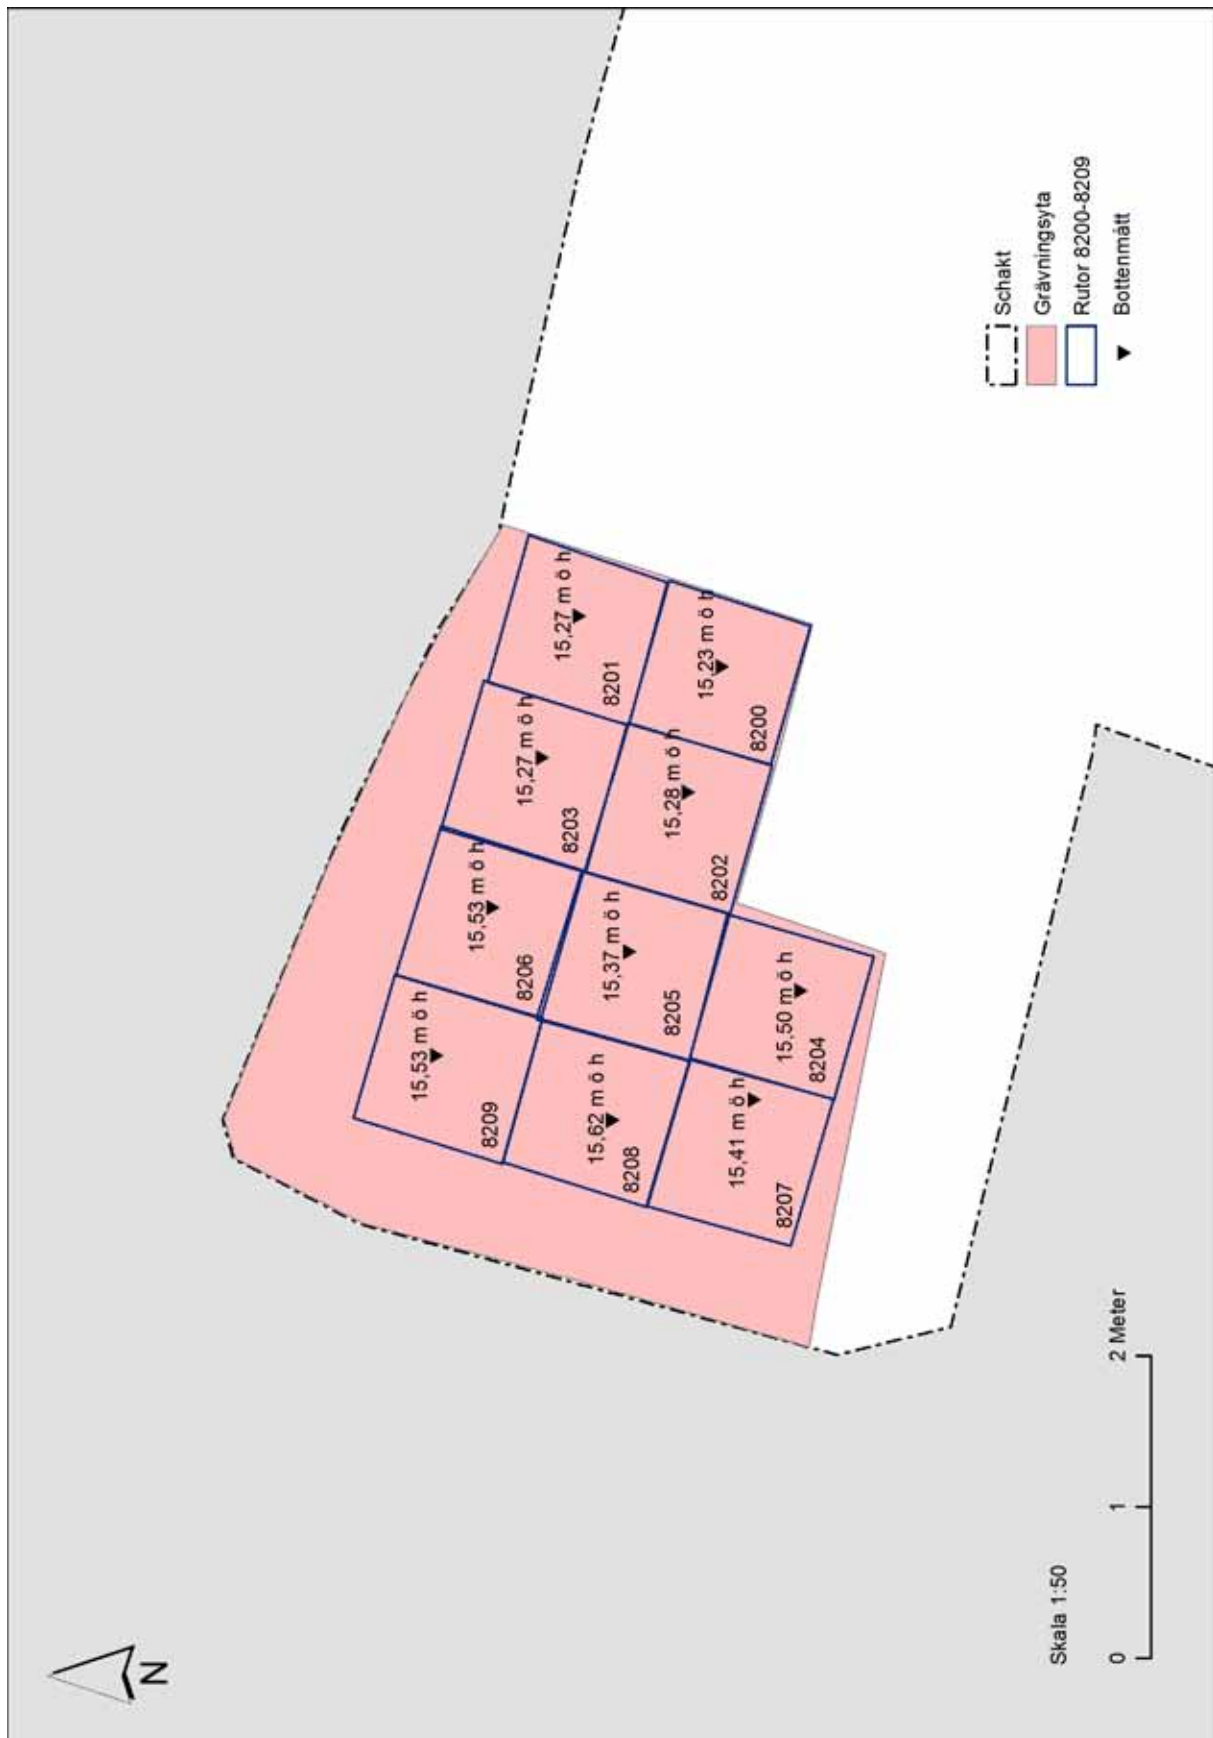 N
15,53 m ö h
8209
15,53 m ö h
8206
15,27 m ö h
8203
15,27 m ö h
8201
15,62 m ö h
8208
15,37 m ö h
8205
15,28 m ö h
8202
15,23 m ö h
8200
15,41 m ö h
8207
15,50 m ö h
8204
Skala 1:50
0 1 2 Meter
Schakt
Grävningsyta
Rutor 8200-8209
Bottenmått